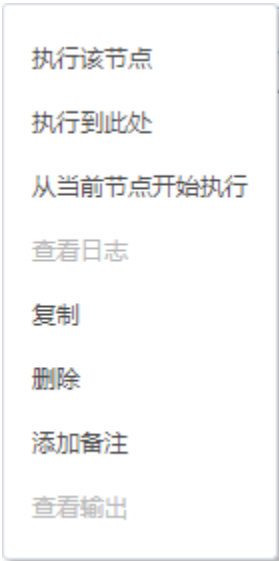 执行该节点
执行到此处
从当前节点开始执行
查看日志
复制
删除
添加备注
查看输出